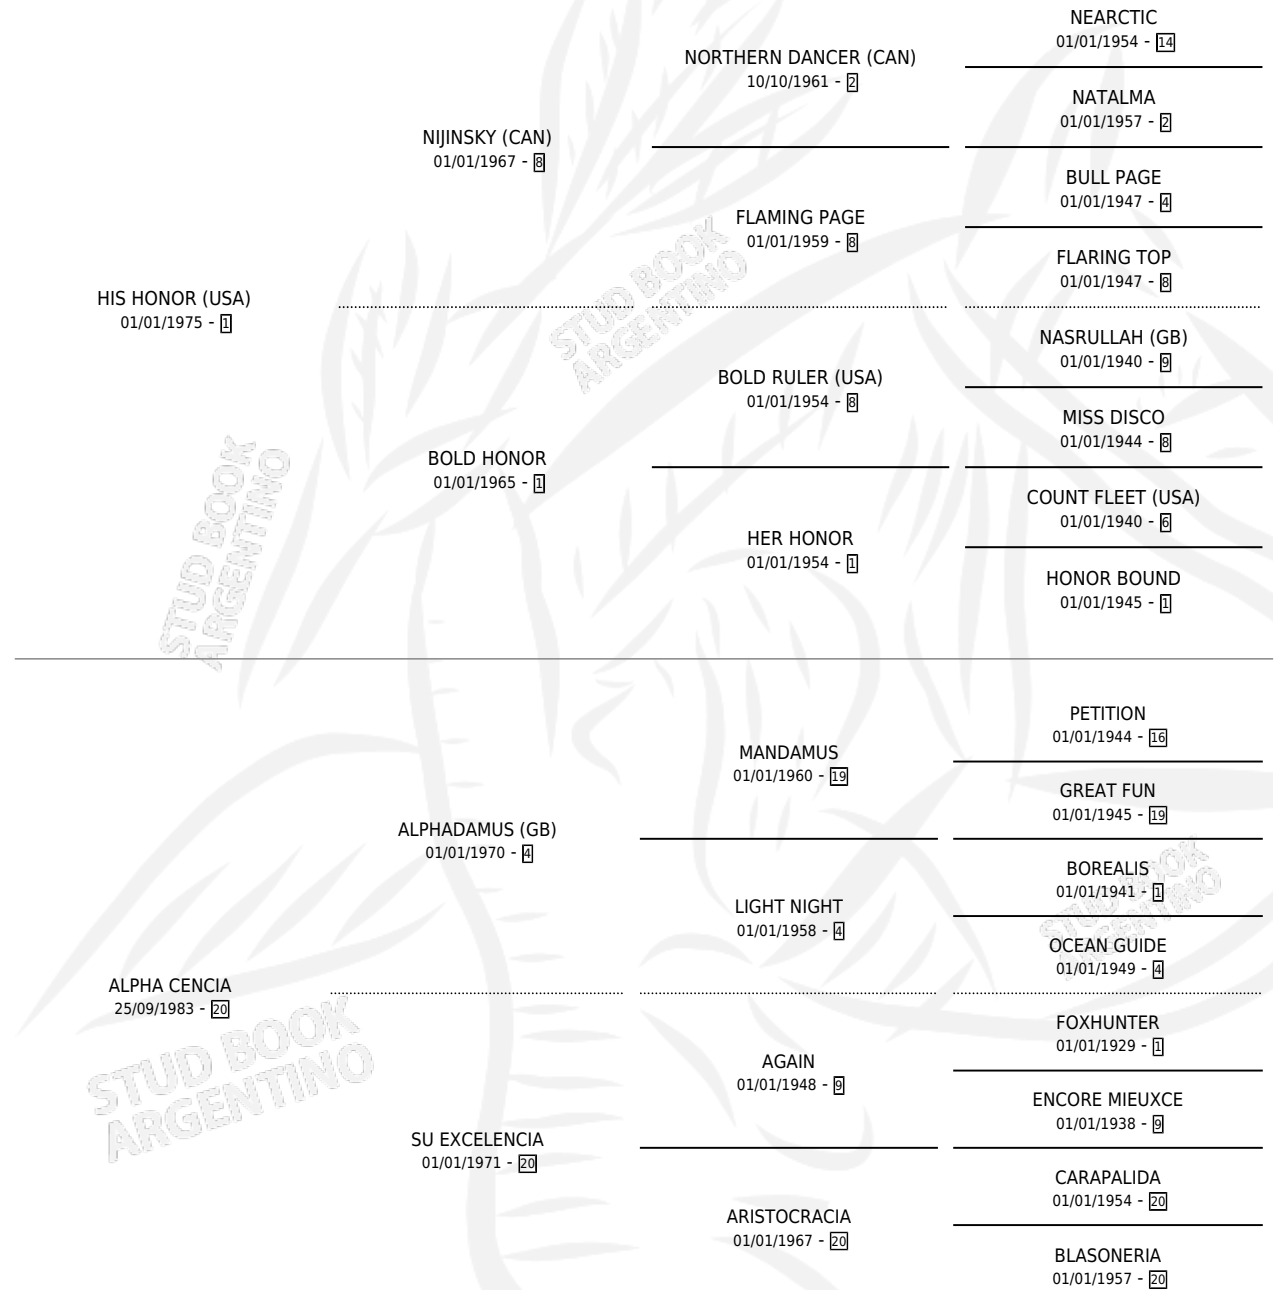 NEARCTIC
01/01/1954 - 14
NORTHERN DANCER (CAN)
10/10/1961 - 2
NATALMA
01/01/1957 - 2
NIJINSKY (CAN)
01/01/1967 - 8
BULL PAGE
01/01/1947 - 4
FLAMING PAGE
01/01/1959 - 8
FLARING TOP
01/01/1947 - 8
HIS HONOR (USA)
01/01/1975 - 1
NASRULLAH (GB)
01/01/1940 - 9
BOLD RULER (USA)
01/01/1954 - 8
MISS DISCO
01/01/1944 - 8
BOLD HONOR
01/01/1965 - 1
COUNT FLEET (USA)
01/01/1940 - 6
HER HONOR
01/01/1954 - 1
HONOR BOUND
01/01/1945 - 1
STUD BOOK
ARGENTINO
STUD BOOK
ARGENTINO
PETITION
01/01/1944 - 16
MANDAMUS
01/01/1960 - 19
GREAT FUN
01/01/1945 - 19
ALPHADAMUS (GB)
01/01/1970 - 4
BOREALIS
01/01/1941 - 1
LIGHT NIGHT
01/01/1958 - 4
OCEAN GUIDE
01/01/1949 - 4
ALPHA CENCIA
25/09/1983 - 20
FOXHUNTER
01/01/1929 - 1
AGAIN
01/01/1948 - 9
ENCORE MIEUXCE
01/01/1938 - 9
SU EXCELENCIA
01/01/1971 - 20
CARAPALIDA
01/01/1954 - 20
ARISTOCRACIA
01/01/1967 - 20
BLASONERIA
01/01/1957 - 20
STUD BOOK
ARGENTINO
STUD BOOK
ARGENTINO